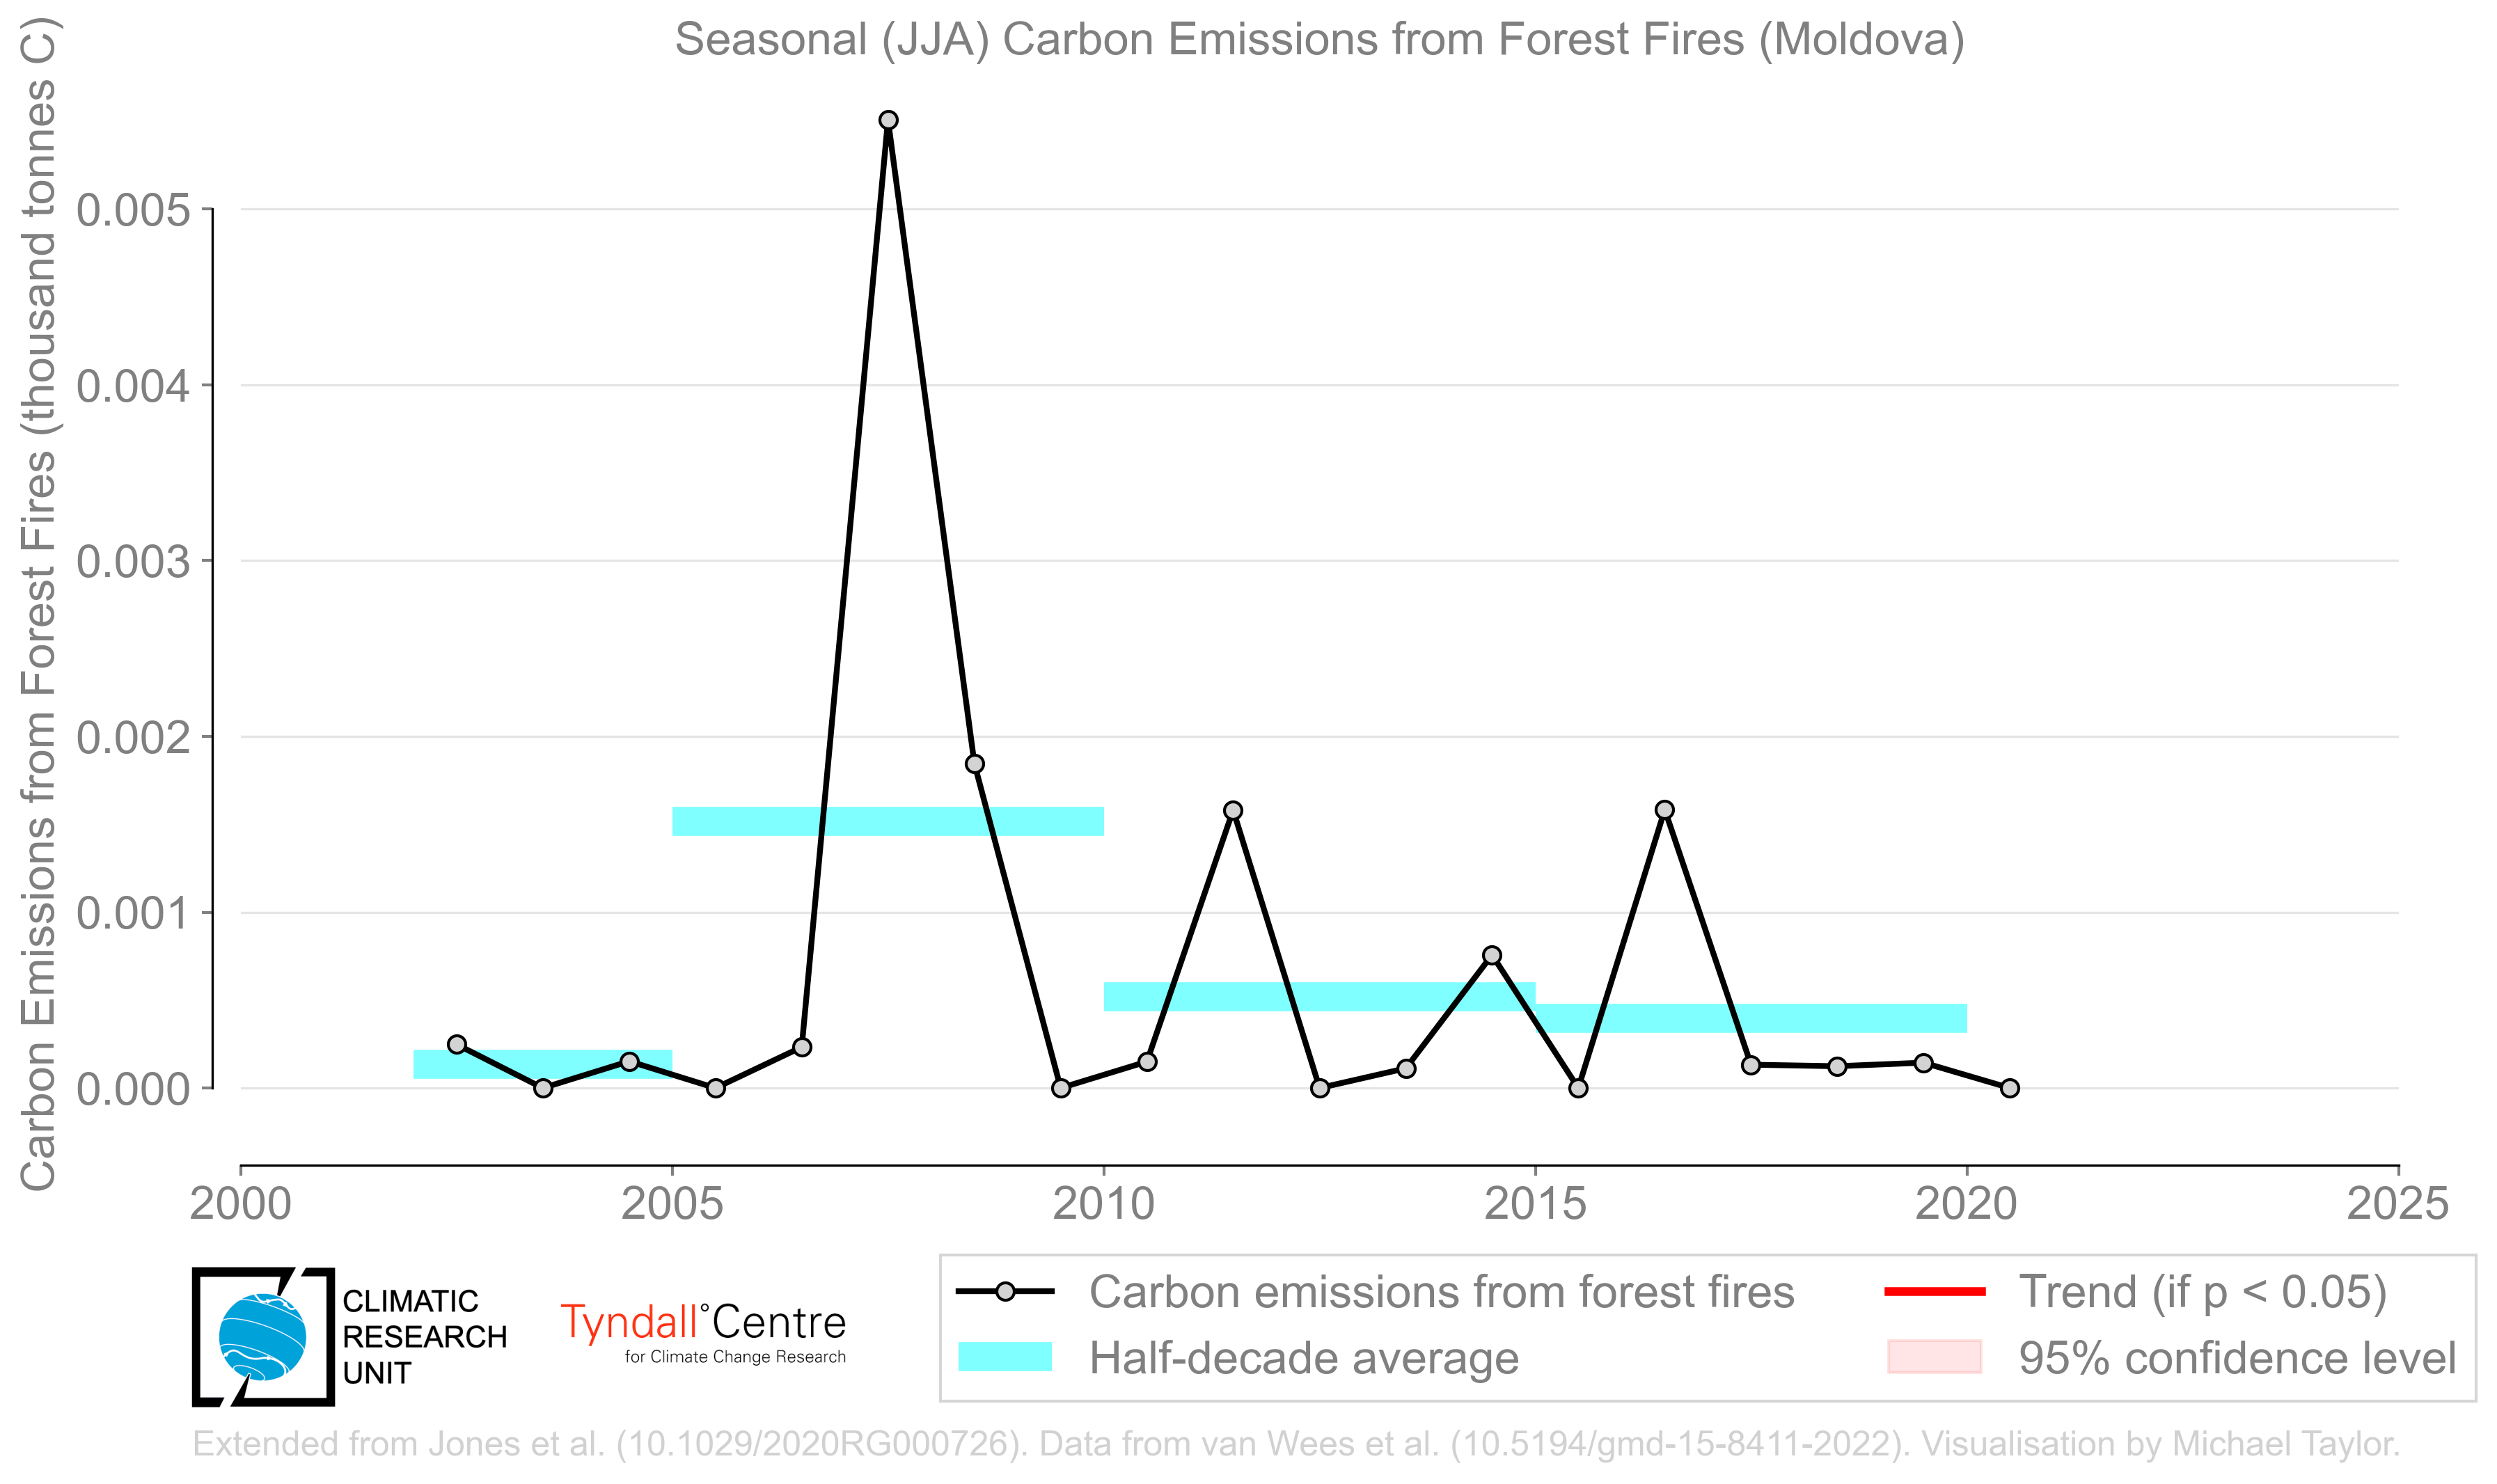 Seasonal (JJA) Carbon Emissions from Forest Fires (Moldova)
Carbon Emissions from Forest Fires (thousand tonnes C)
0.005
0.004
0.003
0.002
0.001
0.000
2000 2005 2010 2015 2020 2025
CLIMATIC
RESEARCH
UNIT
Tyndall°Centre
for Climate Change Research
Carbon emissions from forest fires
Half-decade average
Trend (if p < 0.05)
95% confidence level
Extended from Jones et al. (10.1029/2020RG000726). Data from van Wees et al. (10.5194/gmd-15-8411-2022). Visualisation by Michael Taylor.